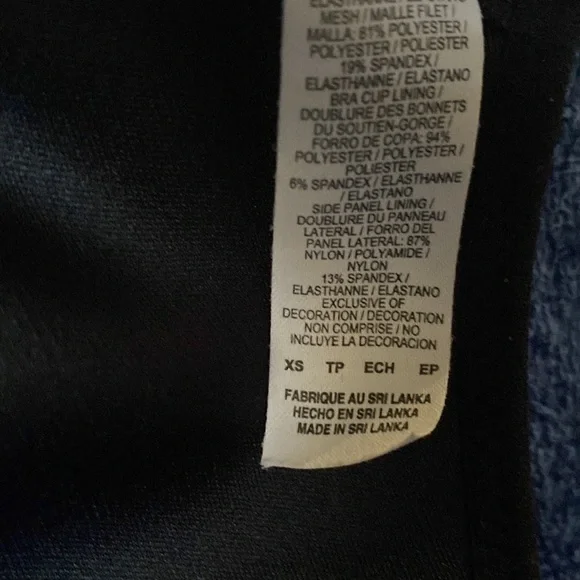 ELASTHANNE / ELASTANO
MESH / MAILLE FILET /
MALLA: 81% POLYESTER /
POLYESTER / POLIESTER
19% SPANDEX /
ELASTHANNE / ELASTANO
BRA CUP LINING /
DOUBLURE DES BONNETS
DU SOUTIEN-GORGE /
FORRO DE COPA: 94%
POLYESTER / POLYESTER /
POLIESTER
6% SPANDEX / ELASTHANNE
/ ELASTANO
SIDE PANEL LINING /
DOUBLURE DU PANNEAU
LATERAL / FORRO DEL
PANEL LATERAL: 87%
NYLON / POLYAMIDE /
NYLON
13% SPANDEX /
ELASTHANNE / ELASTANO
EXCLUSIVE OF
DECORATION / DECORATION
NON COMPRISE / NO
INCLUYE LA DECORACION
XS TP ECH EP
FABRIQUE AU SRI LANKA
HECHO EN SRI LANKA
MADE IN SRI LANKA